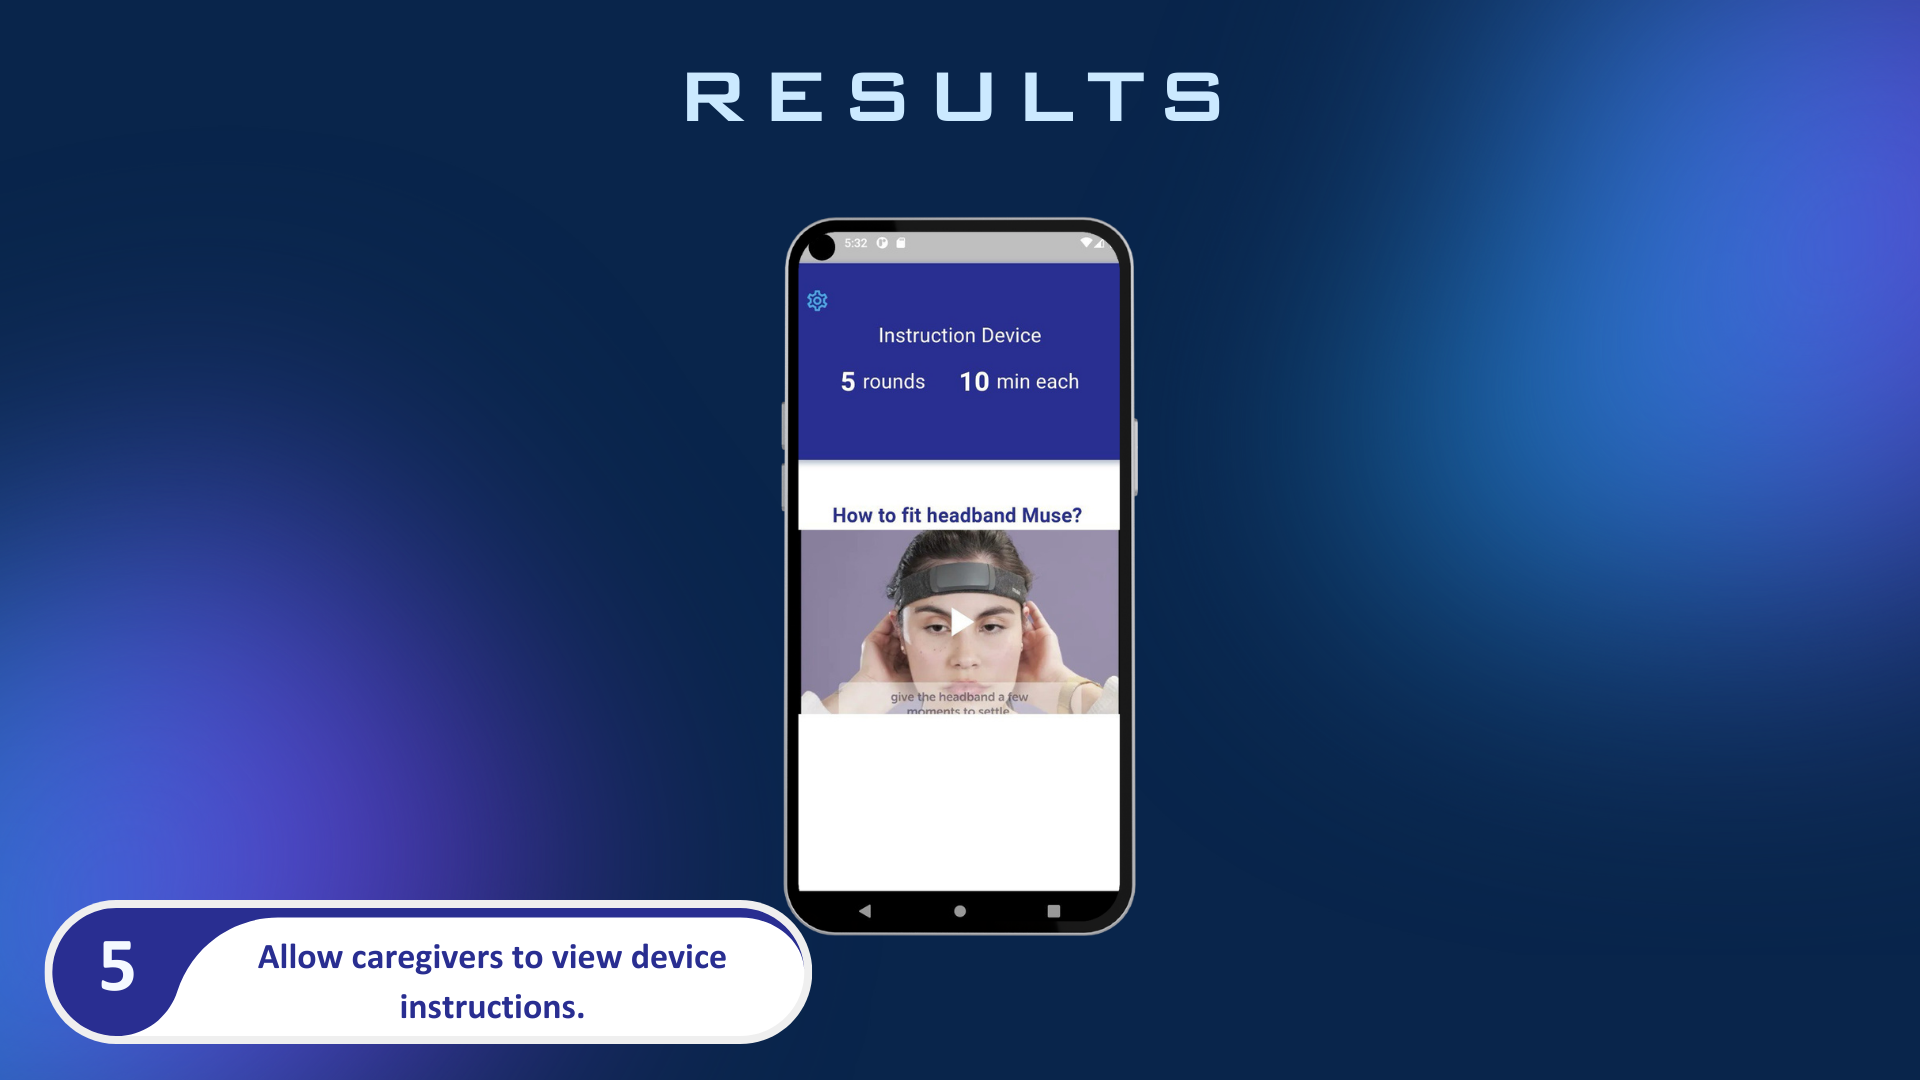 RESULTS
5:32
Instruction Device
5 rounds 10 min each
How to fit headband Muse?
give the headband a few
moments to settle
5
Allow caregivers to view device
instructions.